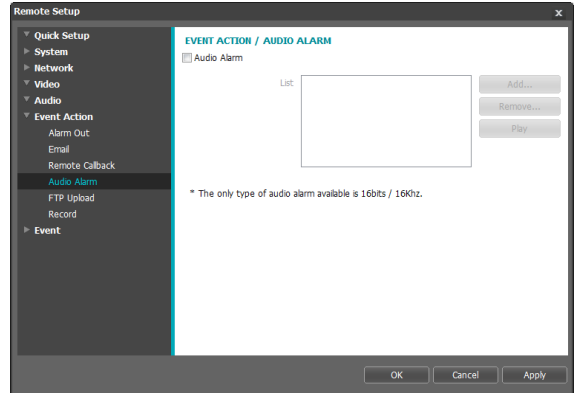 Remote Setup
x
Quick Setup
System
Network
Video
Audio
Event Action
Alarm Out
Email
Remote Callback
Audio Alarm
FTP Upload
Record
Event
EVENT ACTION / AUDIO ALARM
Audio Alarm
List
Add...
Remove...
Play
* The only type of audio alarm available is 16bits / 16Khz.
OK
Cancel
Apply